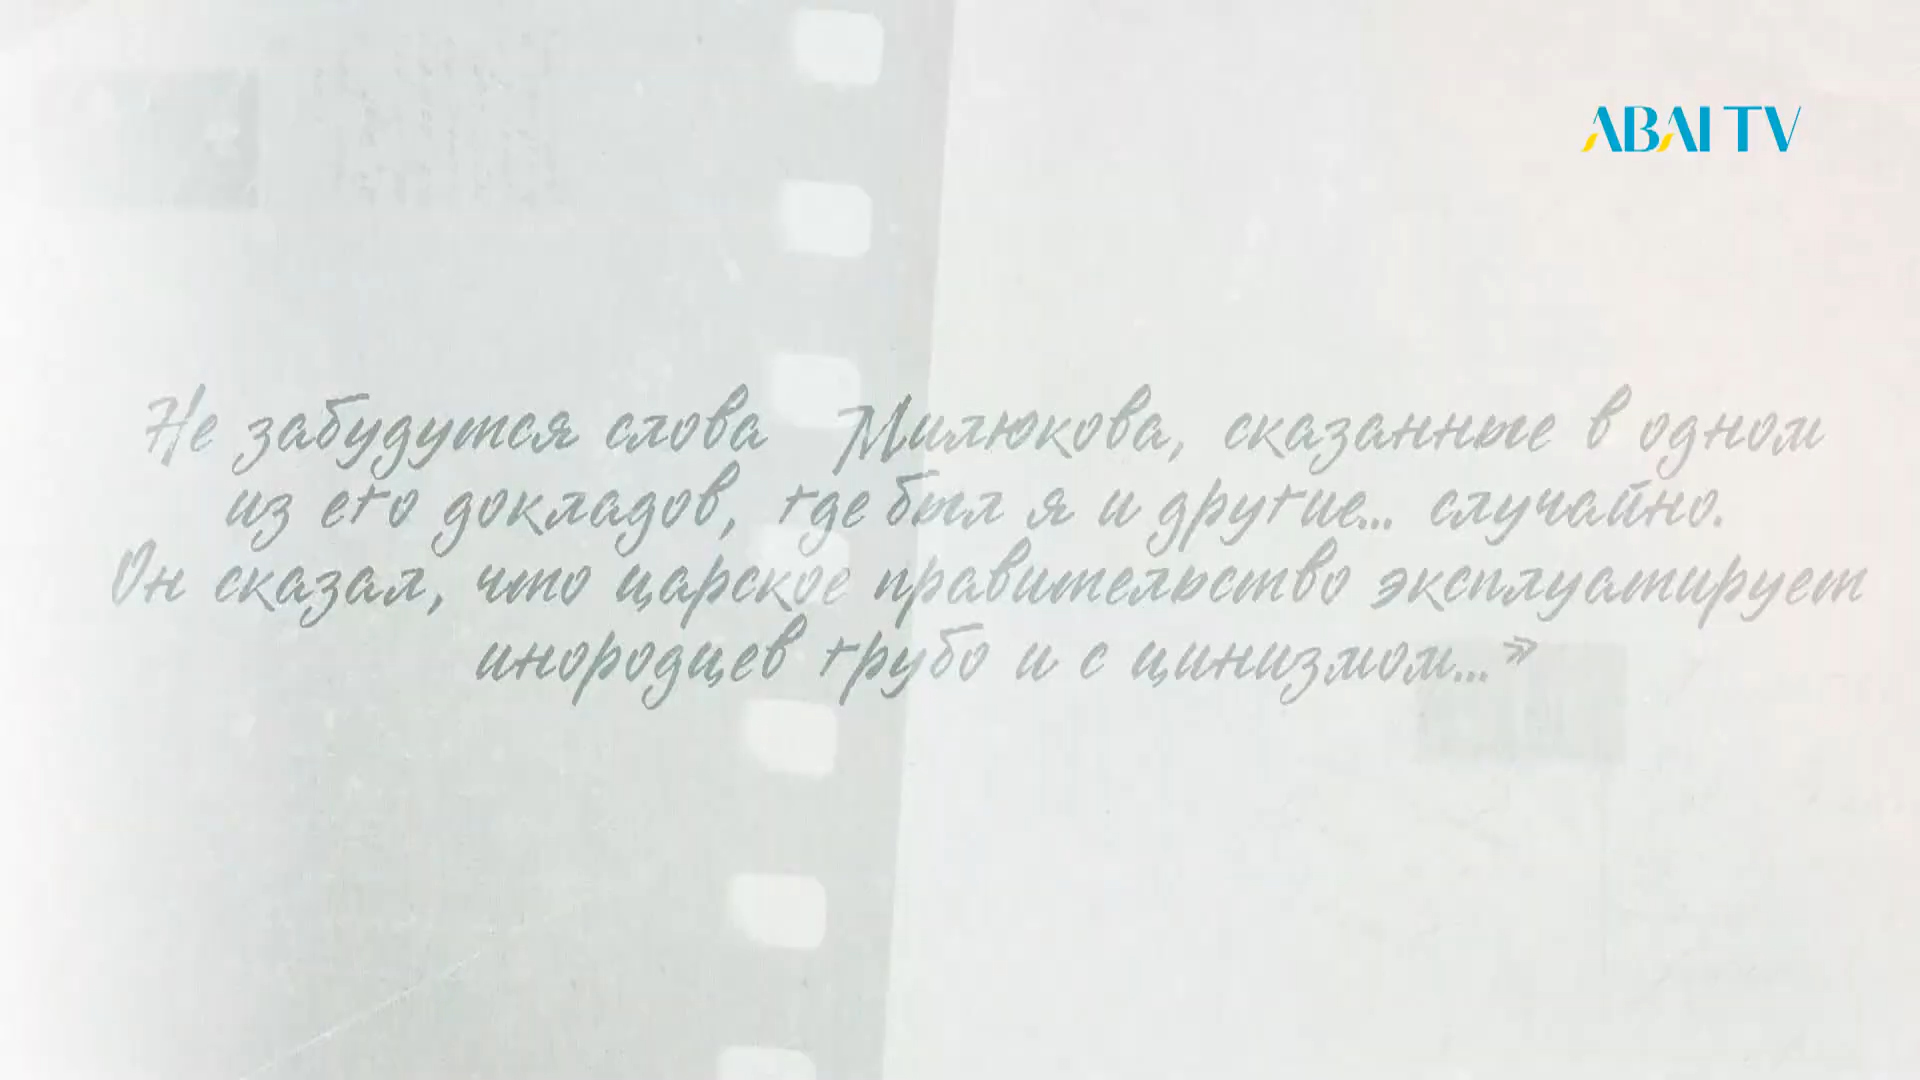 ABAI TV
Не забудутся слова Милюкова, сказанные в одном
из его докладов, где был я и другие... случайно.
Он сказал, что царское правительство эксплуатирует
инородцев грубо и с цинизмом...»